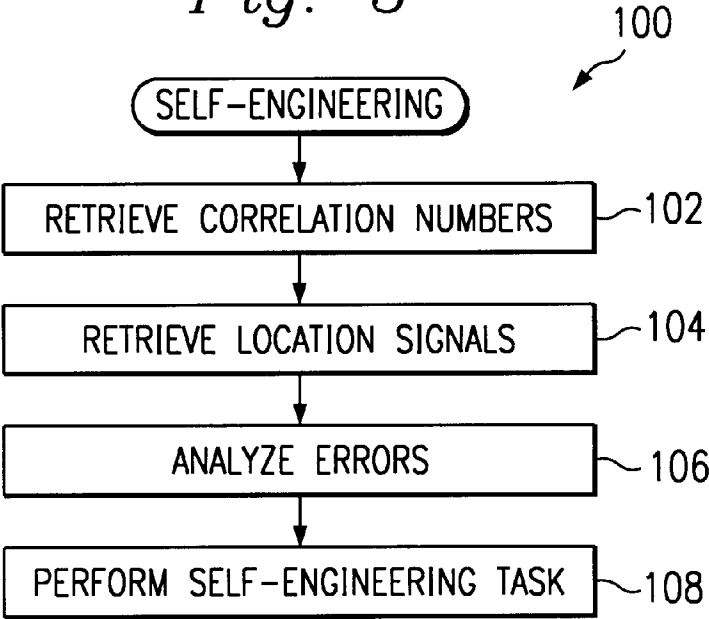 100
SELF-ENGINEERING
RETRIEVE CORRELATION NUMBERS 102
RETRIEVE LOCATION SIGNALS 104
ANALYZE ERRORS 106
PERFORM SELF-ENGINEERING TASK 108